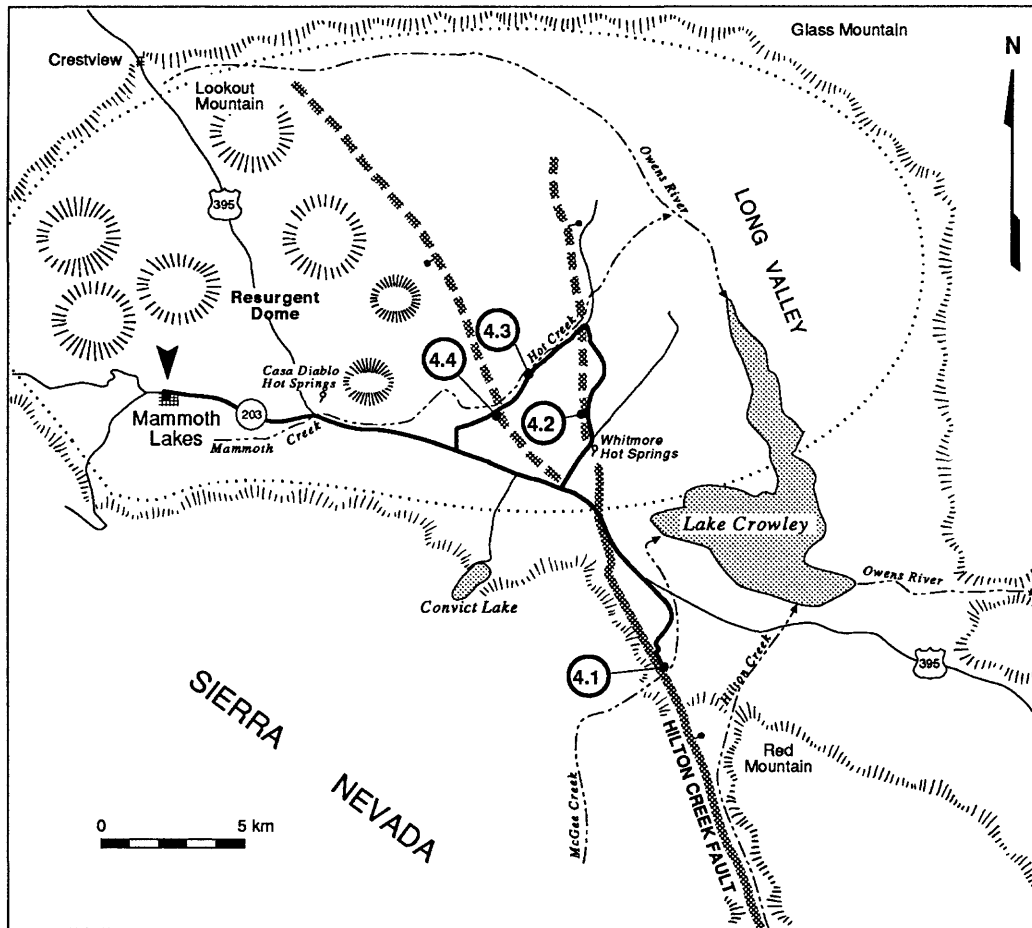 Glass Mountain
Crestview
N
Lookout
Mountain
395
Owens River
LONG VALLEY
Resurgent
Dome
4.3
Hot Creek
4.4
Casa Diablo
Hot Springs
Mammoth
Lakes
203
Mammoth Creek
4.2
Whitmore
Hot Springs
Lake Crowley
Owens River
Convict Lake
395
4.1
Hilton Creek
SIERRA
NEVADA
HILTON CREEK FAULT
Red
Mountain
McGee Creek
0 5 km